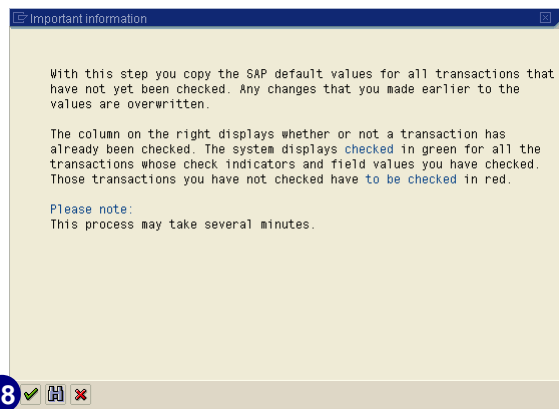 Important information
With this step you copy the SAP default values for all transactions that
have not yet been checked. Any changes that you made earlier to the
values are overwritten.
The column on the right displays whether or not a transaction has
already been checked. The system displays checked in green for all the
transactions whose check indicators and field values you have checked.
Those transactions you have not checked have to be checked in red.
Please note:
This process may take several minutes.
8